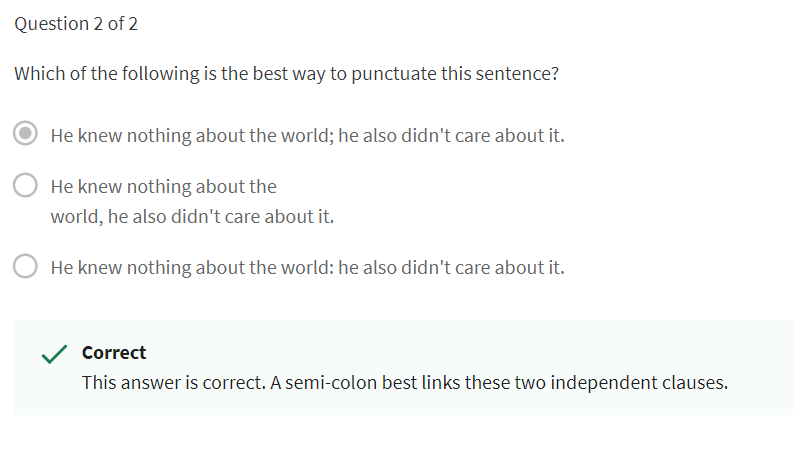 Question 2 of 2
Which of the following is the best way to punctuate this sentence?
He knew nothing about the world; he also didn't care about it.
He knew nothing about the
world, he also didn't care about it.
He knew nothing about the world: he also didn't care about it.
Correct
This answer is correct. A semi-colon best links these two independent clauses.